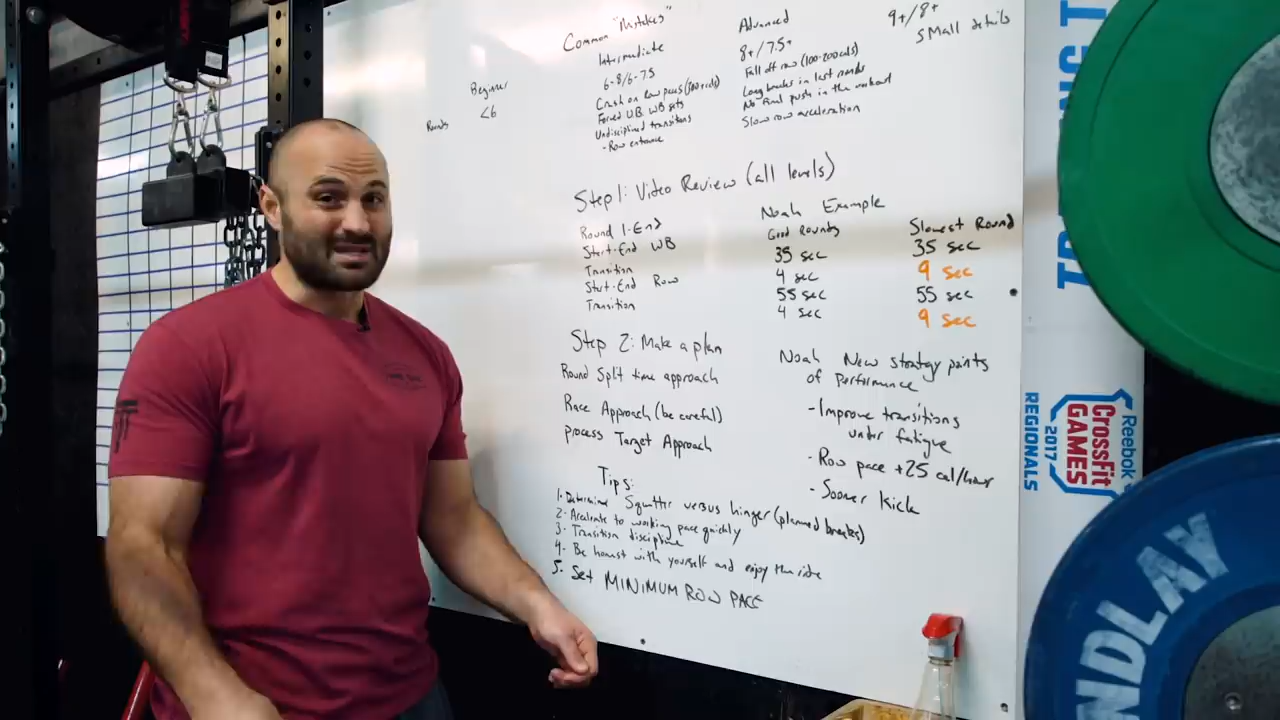 Common "Mistakes"
Beginner
<6
Rounds
Intermediate
6-8/6-7.5
Crash on row paces (300+cals)
Forced U.B. WB sets
Undisciplined transitions
- Row entrance
Advanced
8+/7.5+
Fall off row (100-200 cals)
Long breaks in last rounds
No final push in the workout
Slow row acceleration
9+/8+
Small details
Step 1: Video Review (all levels)
Round 1-End
Start-End WB
Transition
Start-End Row
Transition
Noah Example
Good Rounds
35 sec
4 sec
55 sec
4 sec
Slowest Round
35 sec
9 sec
55 sec
9 sec
Step 2: Make a plan
Round Split time approach
Race Approach (be careful)
process Target Approach
Noah New strategy points
of performance
- Improve transitions
under fatigue
- Row pace +25 cal/hour
- Sooner Kick
Tips:
1. Determine Squatter versus hinger (planned breaks)
2. Accelerate to working pace quickly
3. Transition discipline
4. Be honest with yourself and enjoy the ride
5. Set MINIMUM ROW PACE
Reebok
CrossFit
GAMES
2017
REGIONALS
NDLAY